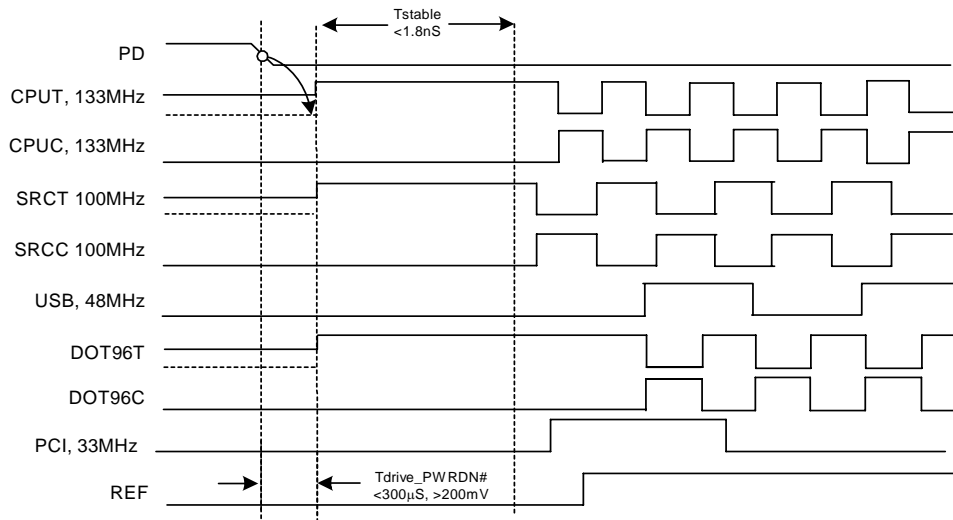 Tstable
<1.8nS
PD
CPUT, 133MHz
CPUC, 133MHz
SRCT 100MHz
SRCC 100MHz
USB, 48MHz
DOT96T
DOT96C
PCI, 33MHz
Tdrive_PWRDN#
<300µS, >200mV
REF